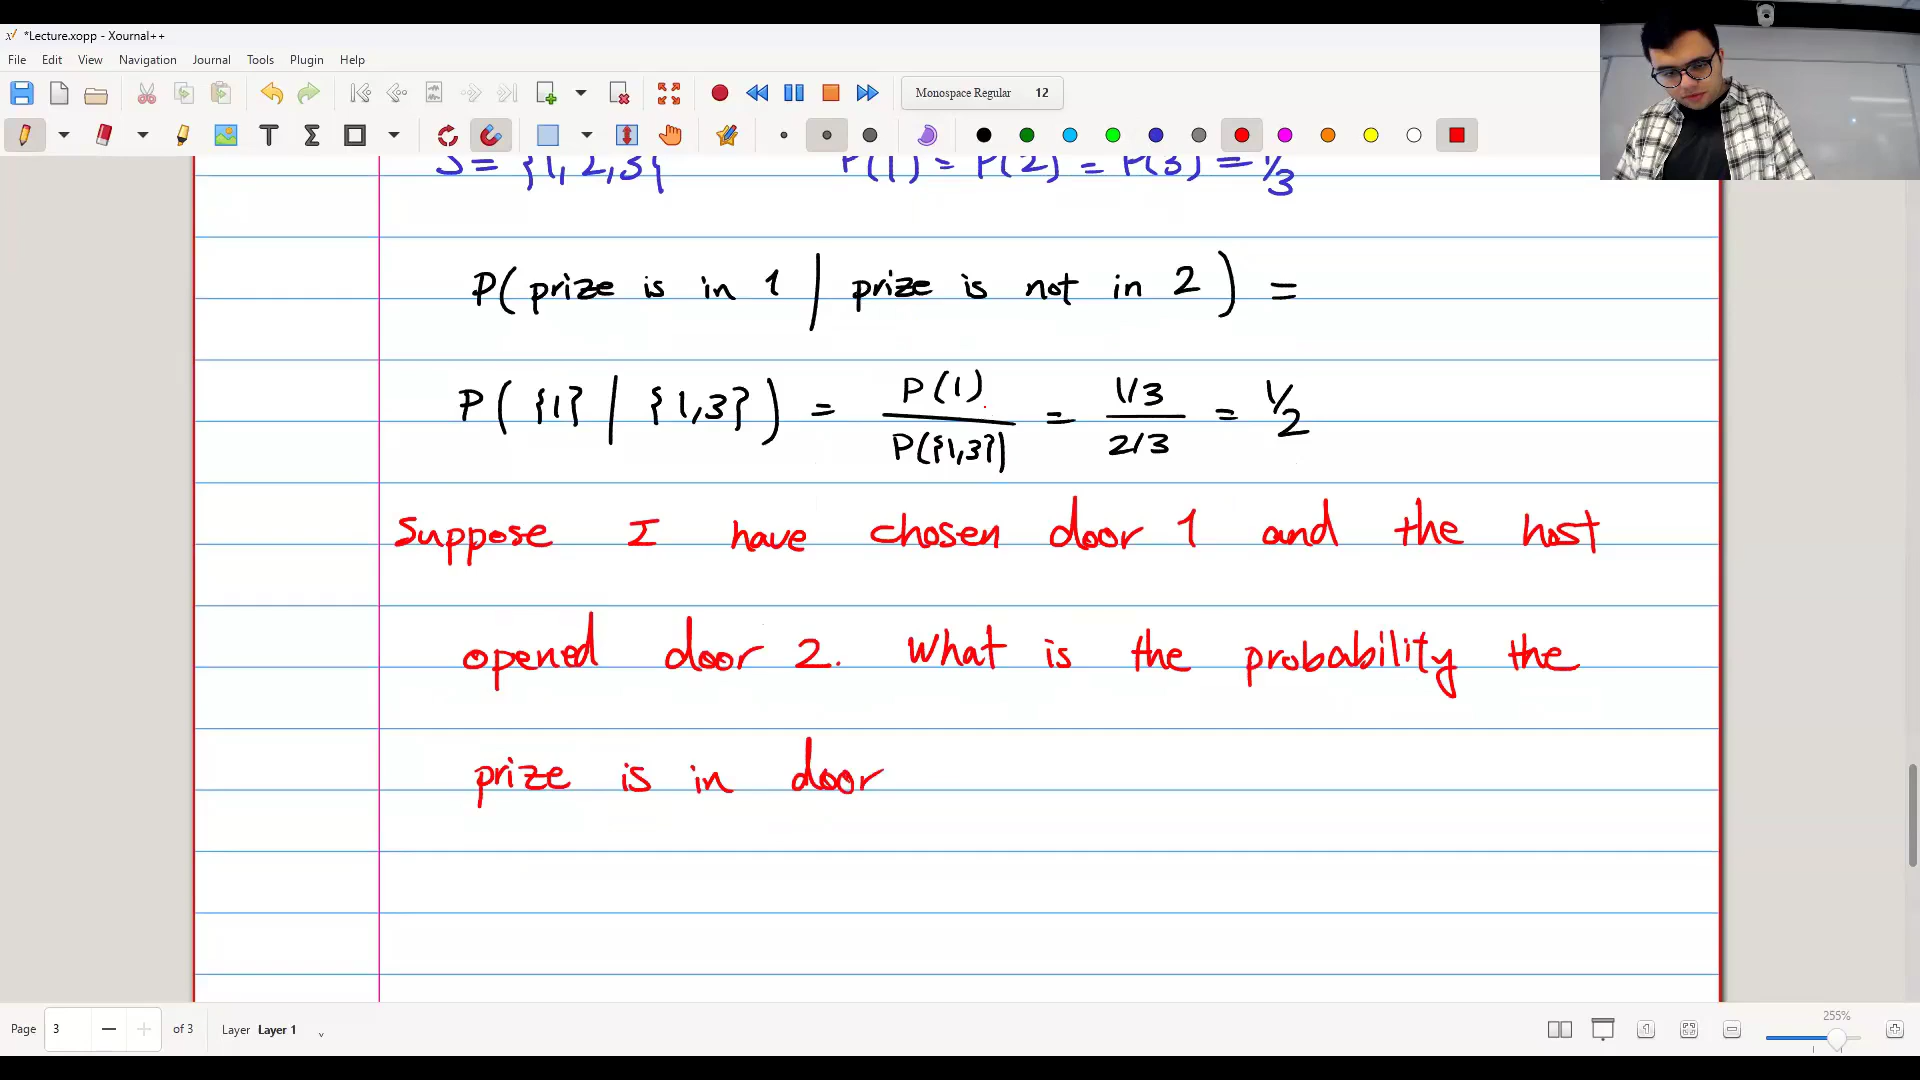 *Lecture.xopp - Xournal++
File Edit View Navigation Journal Tools Plugin Help
Monospace Regular 12
S = {1,2,3} P(1) = P(2) = P(3) = 1/3
P( prize is in 1 | prize is not in 2 ) =
P( {1} | {1,3} ) = P(1) / P({1,3}) = 1/3 / 2/3 = 1/2
Suppose I have chosen door 1 and the host
opened door 2. What is the probability the
prize is in door
Page 3 of 3 Layer Layer 1 255%